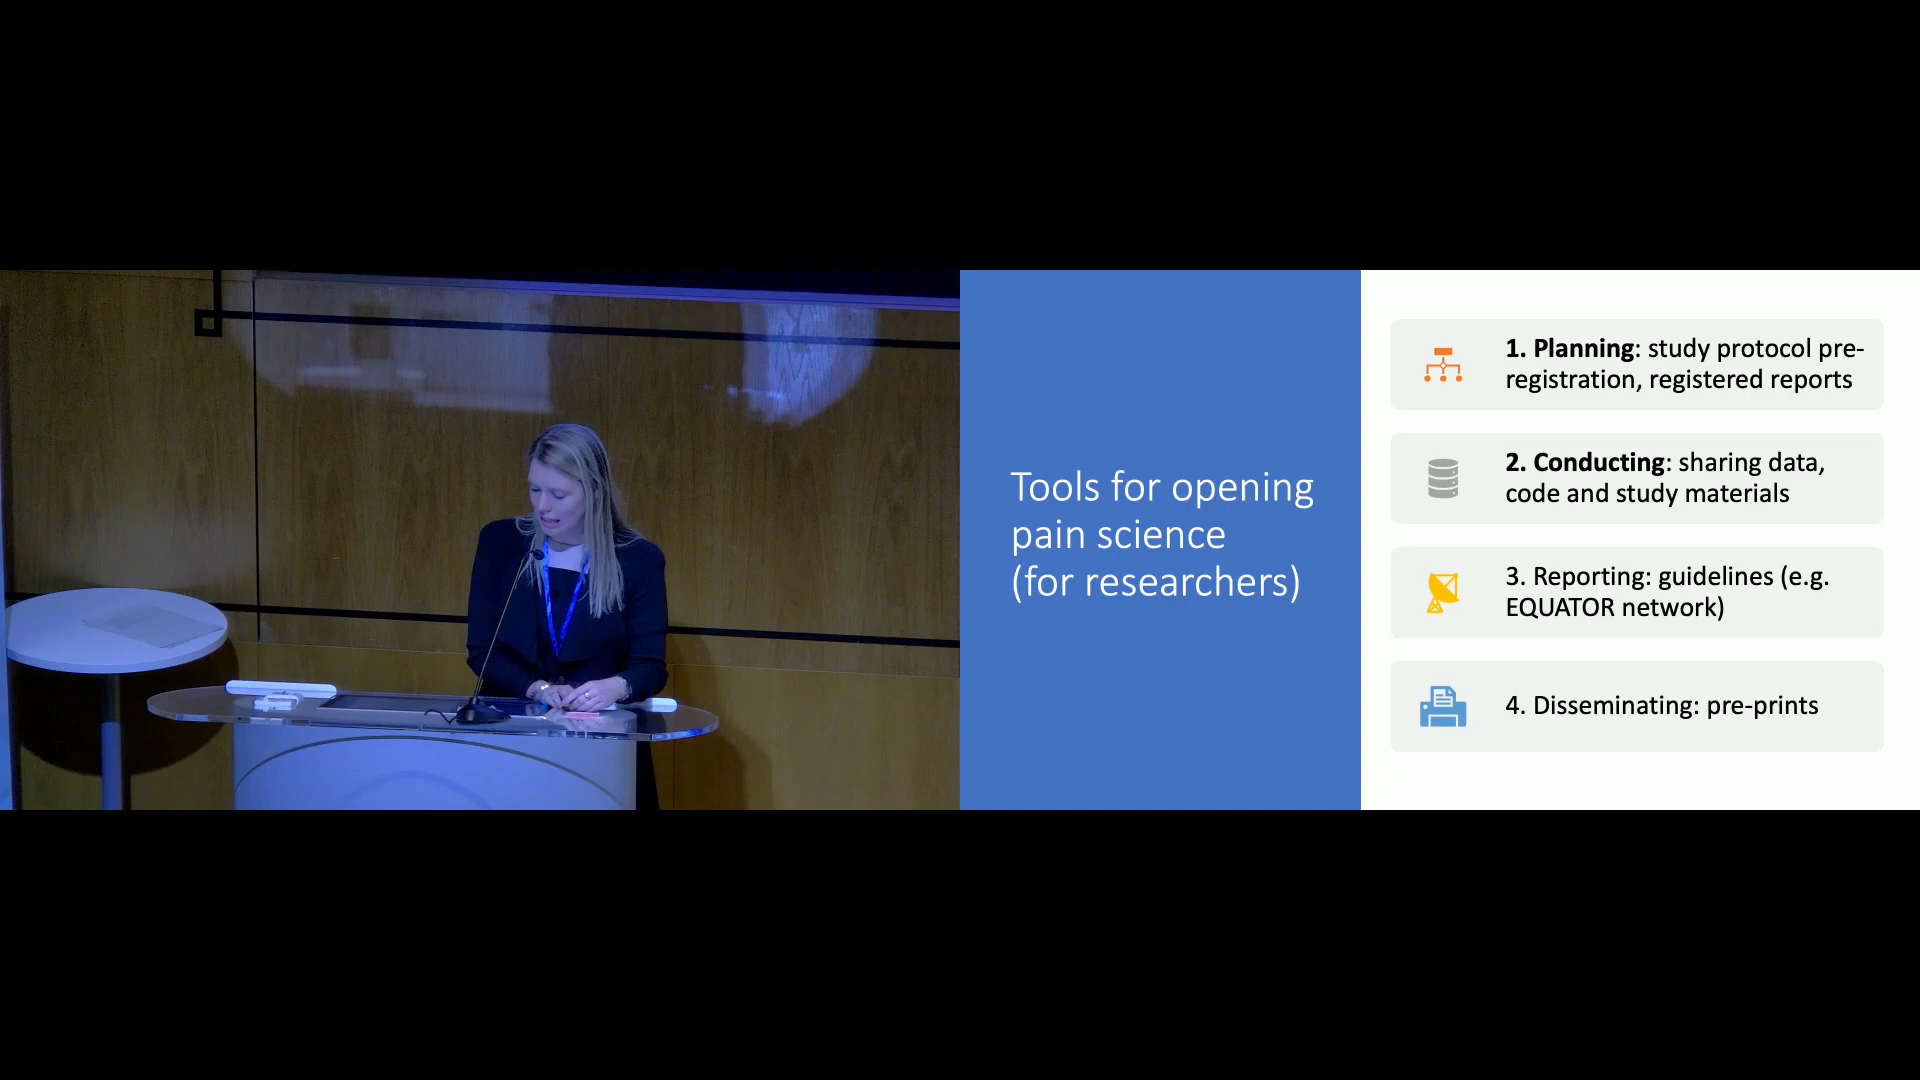 Tools for opening
pain science
(for researchers)
1. Planning: study protocol pre-
registration, registered reports
2. Conducting: sharing data,
code and study materials
3. Reporting: guidelines (e.g.
EQUATOR network)
4. Disseminating: pre-prints